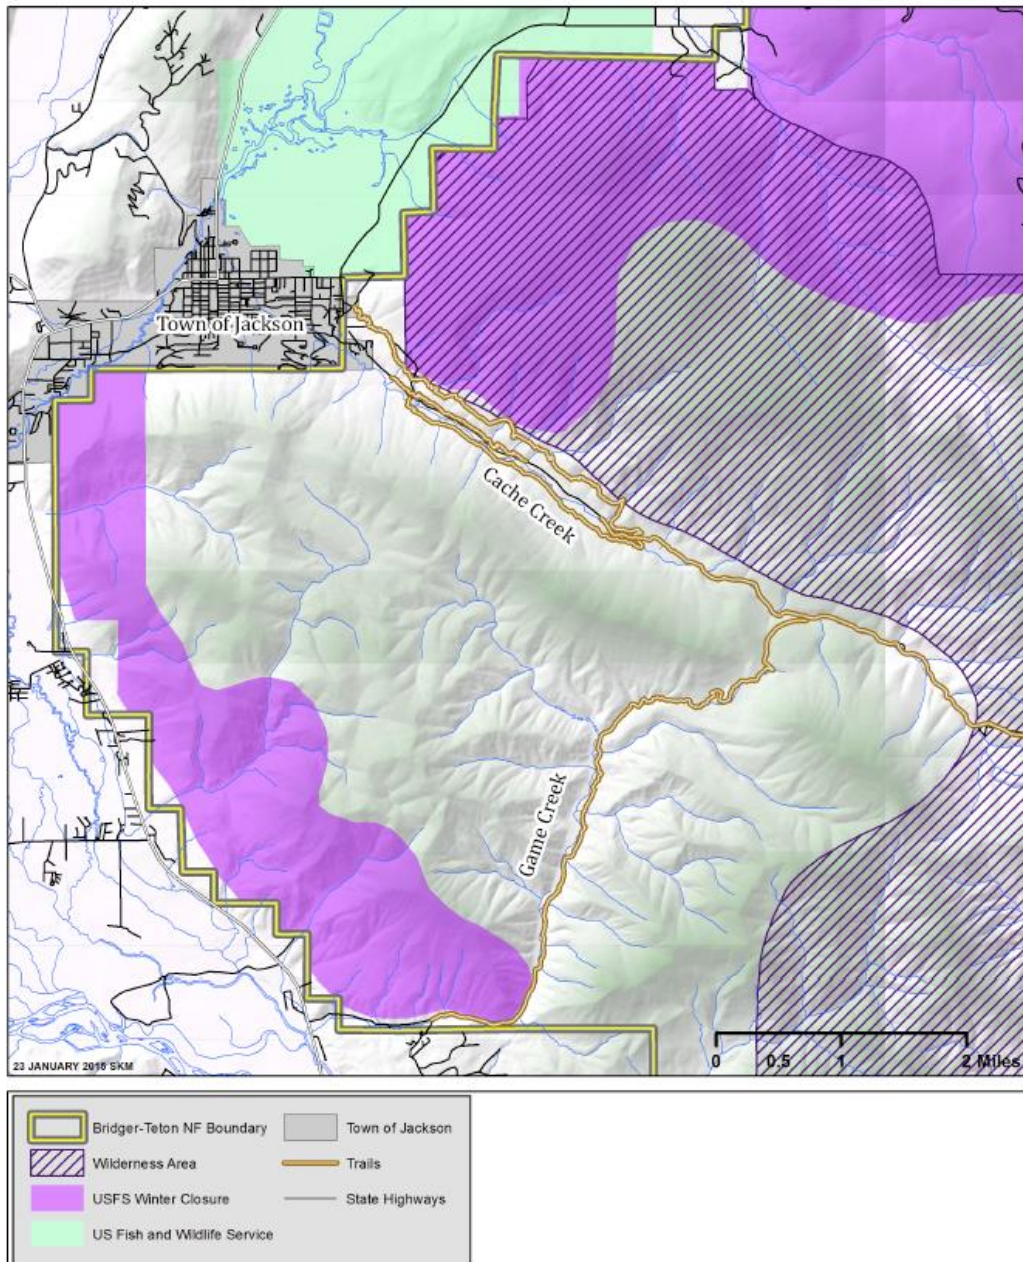 Town of Jackson
Cache Creek
Game Creek
23 JANUARY 2015 SKM
0 0.5 1 2 Miles
Bridger-Teton NF Boundary
Town of Jackson
Wilderness Area
Trails
USFS Winter Closure
State Highways
US Fish and Wildlife Service